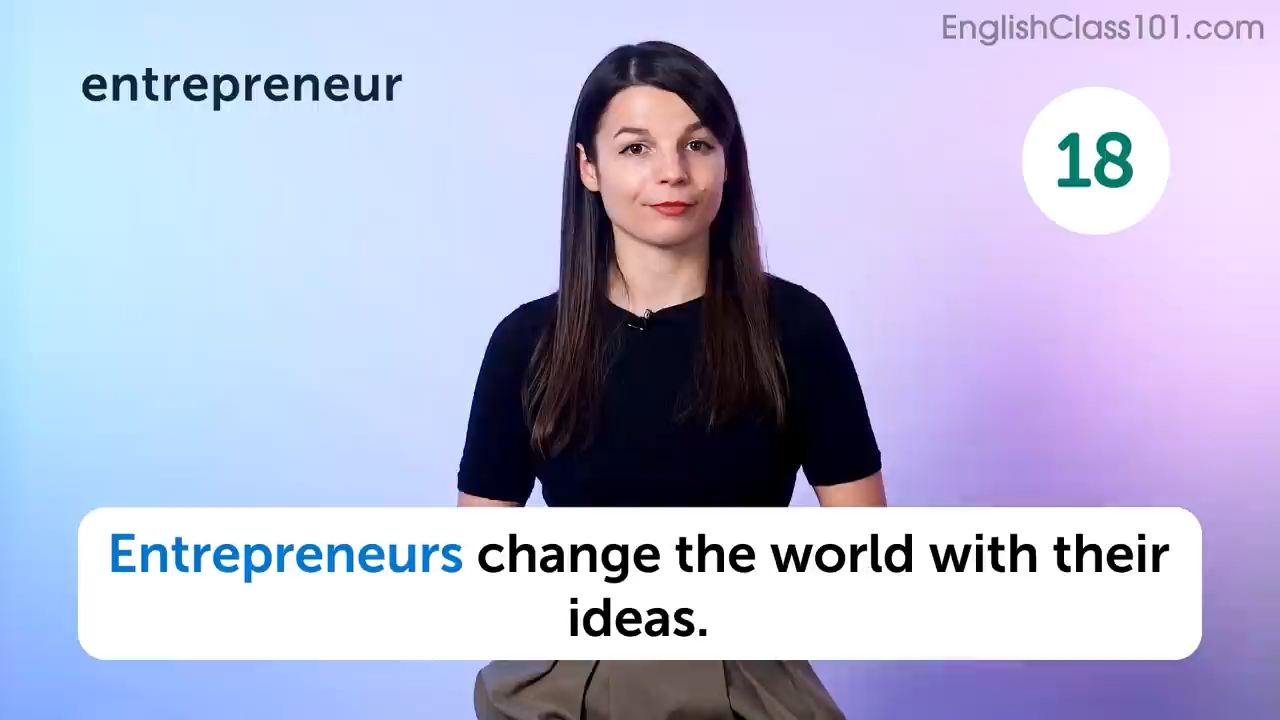 EnglishClass101.com
entrepreneur
18
Entrepreneurs change the world with their
ideas.